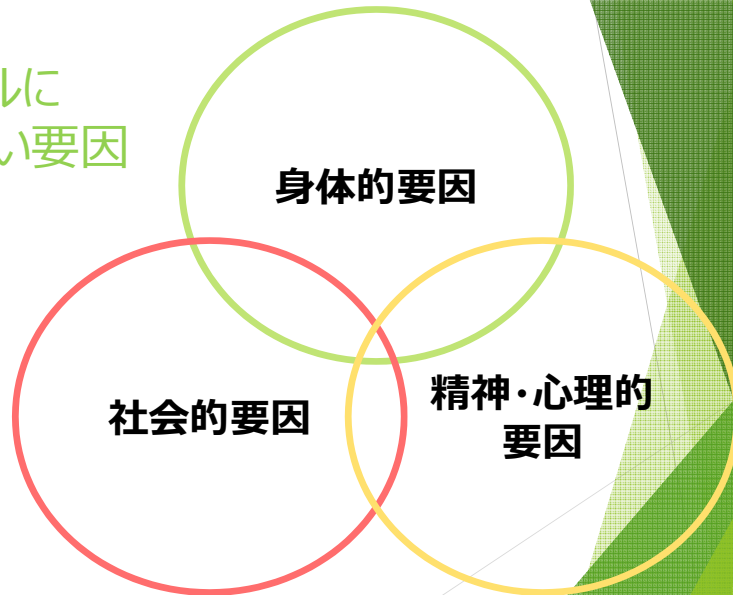 ルに
い要因
身体的要因
社会的要因
精神・心理的
要因